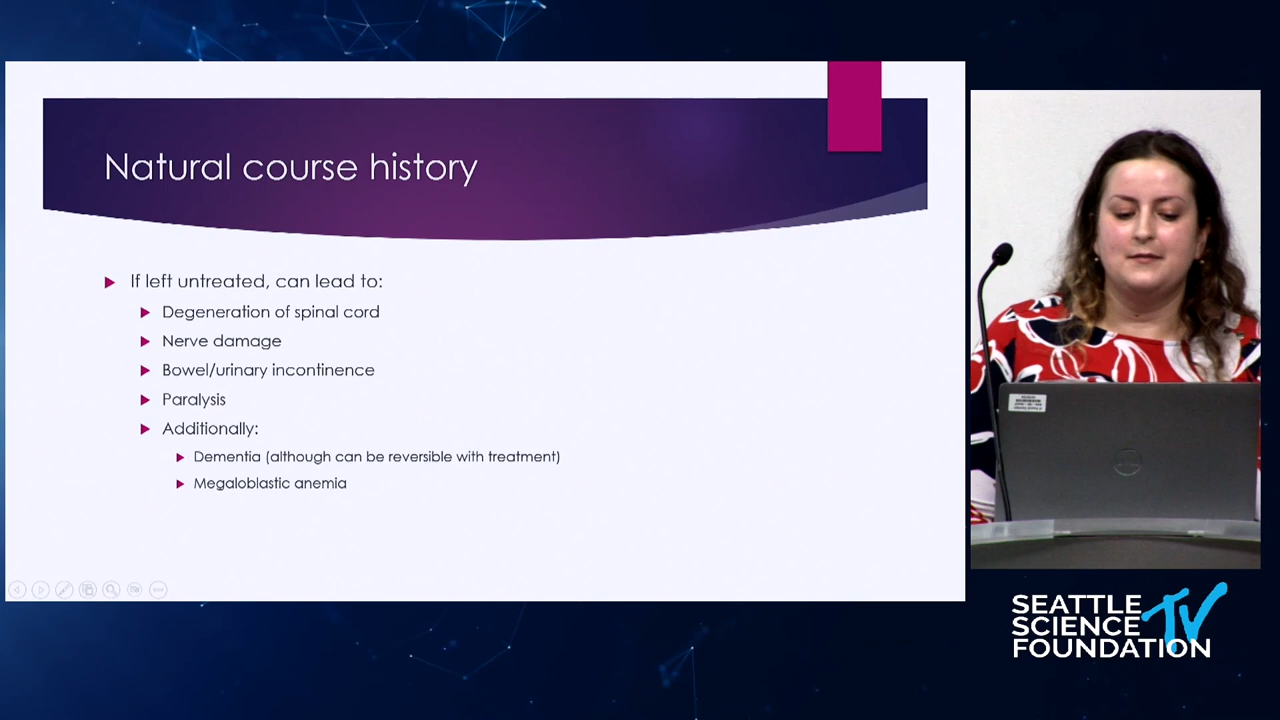 Natural course history
If left untreated, can lead to:
Degeneration of spinal cord
Nerve damage
Bowel/urinary incontinence
Paralysis
Additionally:
Dementia (although can be reversible with treatment)
Megaloblastic anemia
SEATTLE
SCIENCE TV
FOUNDATION